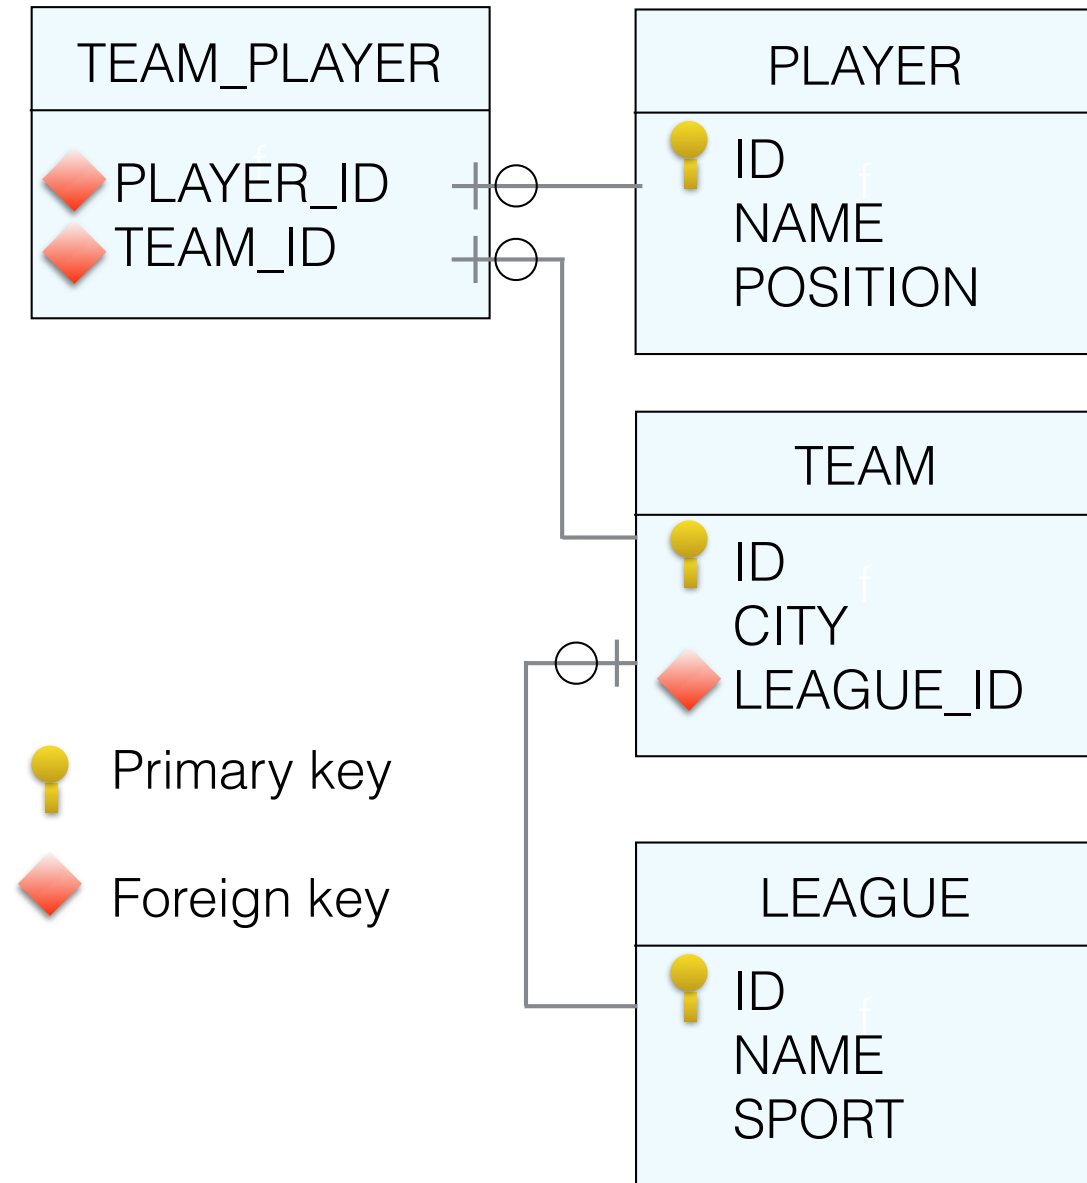 TEAM_PLAYER
PLAYER_ID
TEAM_ID
PLAYER
ID
NAME
POSITION
TEAM
ID
CITY
LEAGUE_ID
Primary key
Foreign key
LEAGUE
ID
NAME
SPORT
f
f
f
f